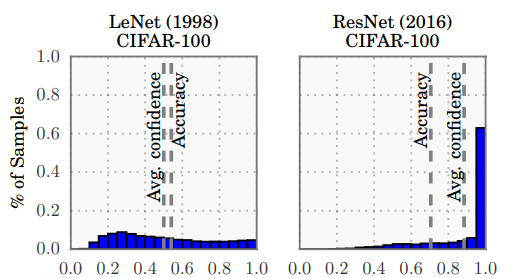 LeNet (1998)
CIFAR-100
ResNet (2016)
CIFAR-100
% of Samples
1.0
0.8
0.6
0.4
0.2
0.0
Avg. confidence
Accuracy
Accuracy
Avg. confidence
0.0 0.2 0.4 0.6 0.8 1.0
0.0 0.2 0.4 0.6 0.8 1.0